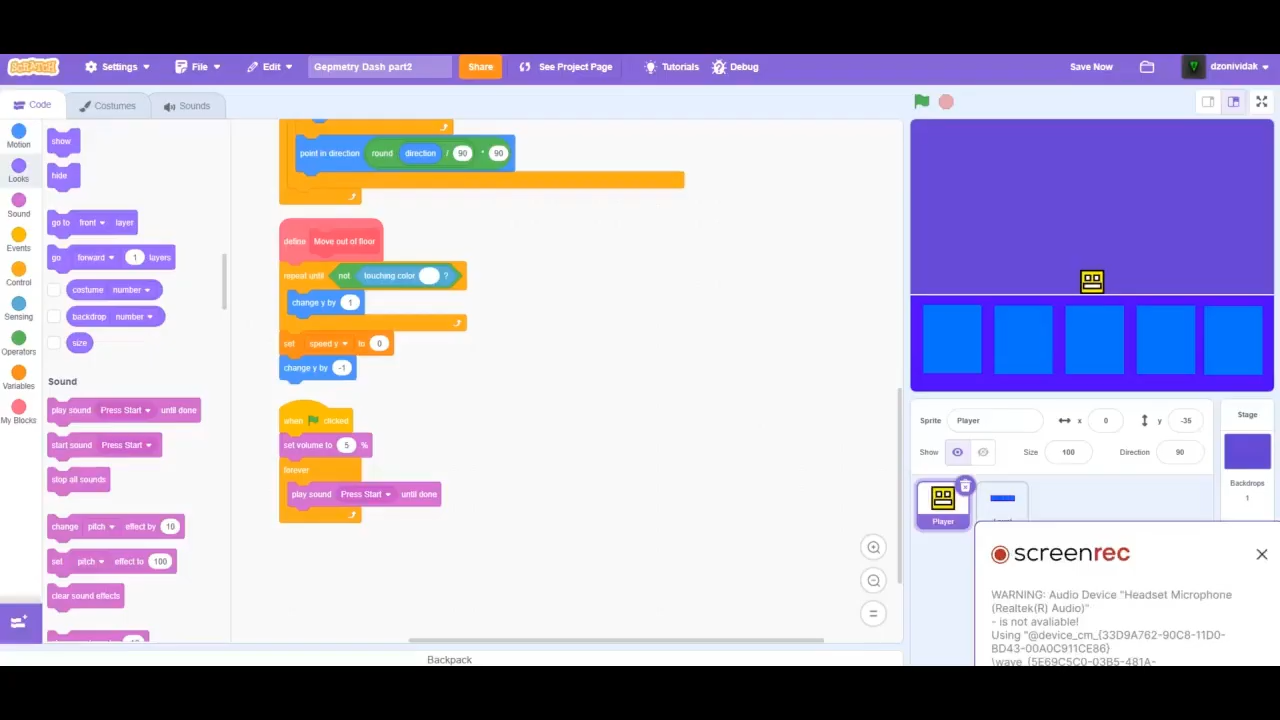 SCRATCH Settings File Edit Gepmetry Dash part2 Share See Project Page Tutorials Debug Save Now dzonividak
Code Costumes Sounds
Motion
Looks
Sound
Events
Control
Sensing
Operators
Variables
My Blocks
show
hide
go to front layer
go forward 1 layers
costume number
backdrop number
size
Sound
play sound Press Start until done
start sound Press Start
stop all sounds
change pitch effect by 10
set pitch effect to 100
clear sound effects
point in direction round direction / 90 * 90
define Move out of floor
repeat until not touching color ?
change y by 1
set speed y to 0
change y by -1
when clicked
set volume to 5 %
forever
play sound Press Start until done
Backpack
Sprite Player x 0 y -35
Show Size 100 Direction 90
Player
Stage
Backdrops
1
screenrec
WARNING: Audio Device "Headset Microphone
(Realtek(R) Audio)"
- is not avaliable!
Using "@device_cm_{33D9A762-90C8-11D0-
BD43-00A0C911CE86}
\wave_{5E69C5C0-03B5-481A-